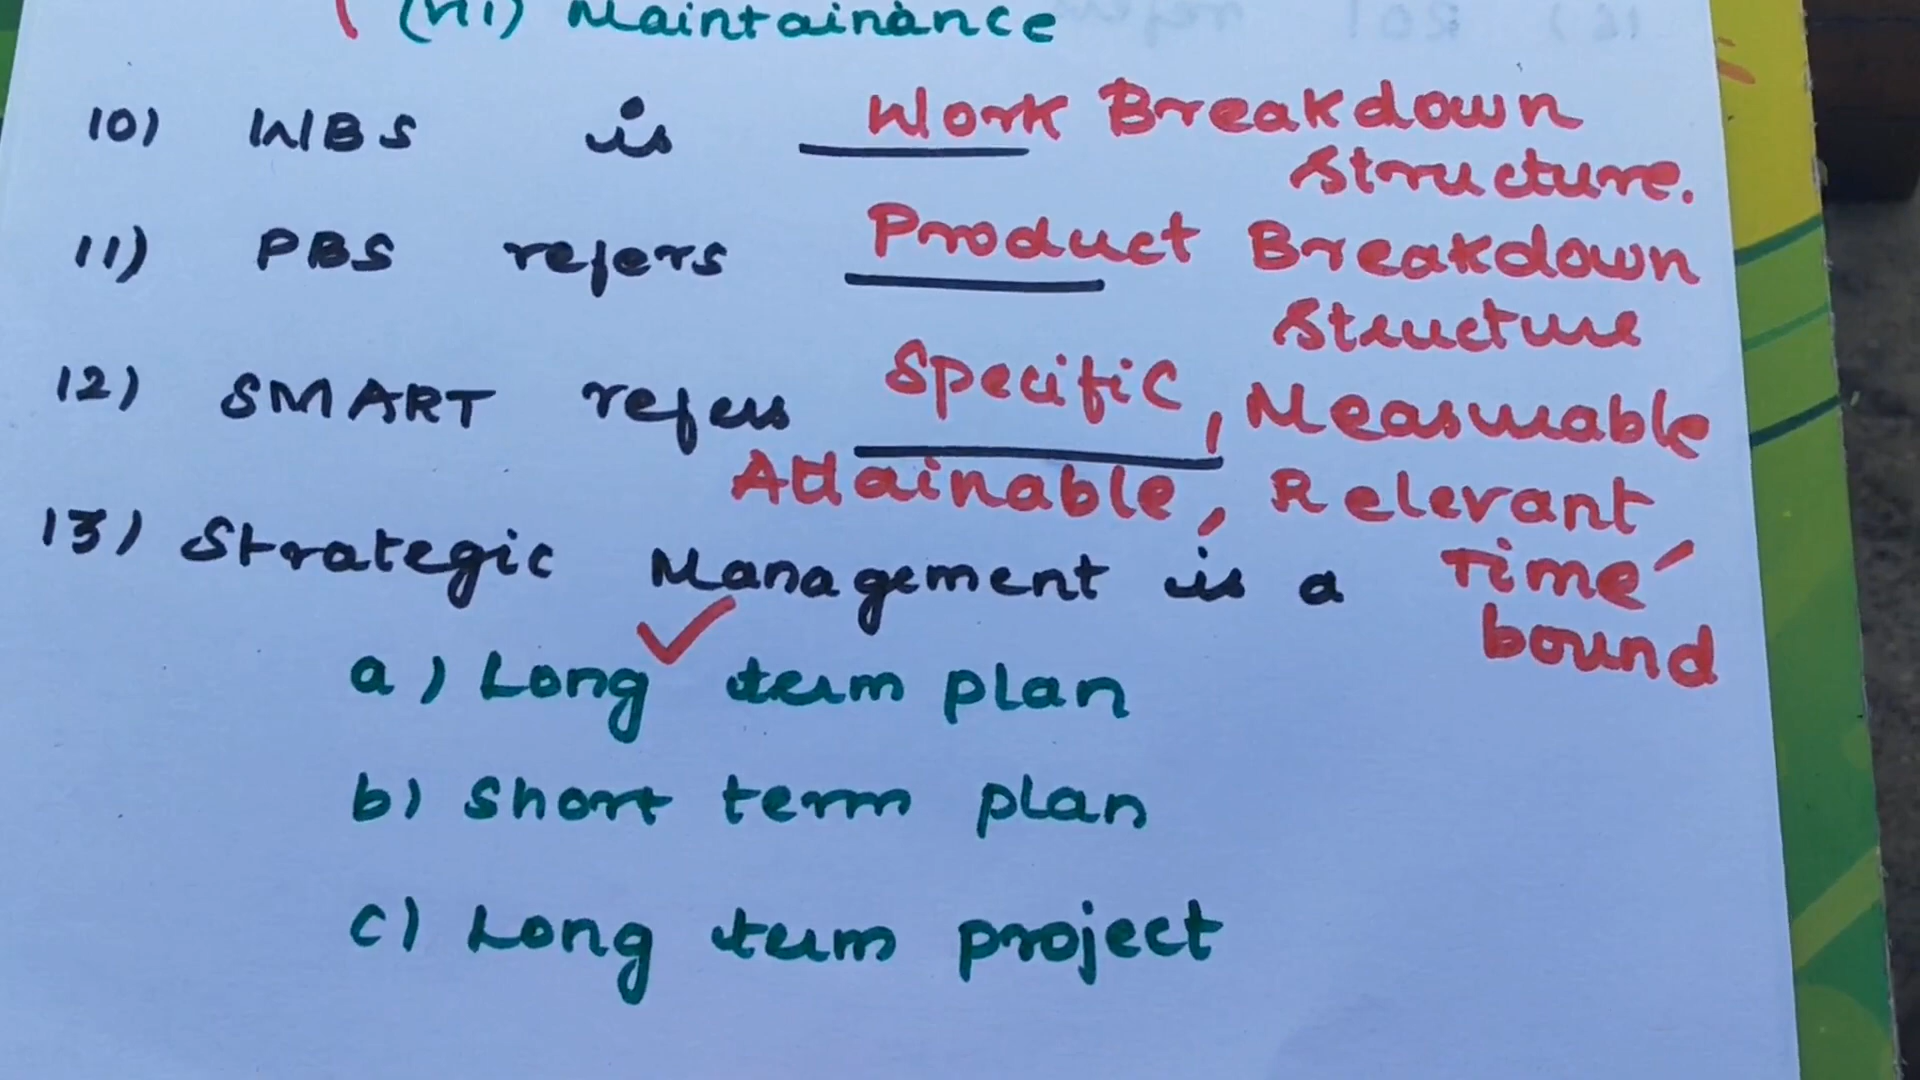 (vii) Maintainance
10) WBS is Work Breakdown
Structure.
11) PBS refers Product Breakdown
Structure
12) SMART refers Specific, Measurable
Attainable, Relevant
13) Strategic Management is a Time
bound
a) Long term plan
b) Short term plan
c) Long term project